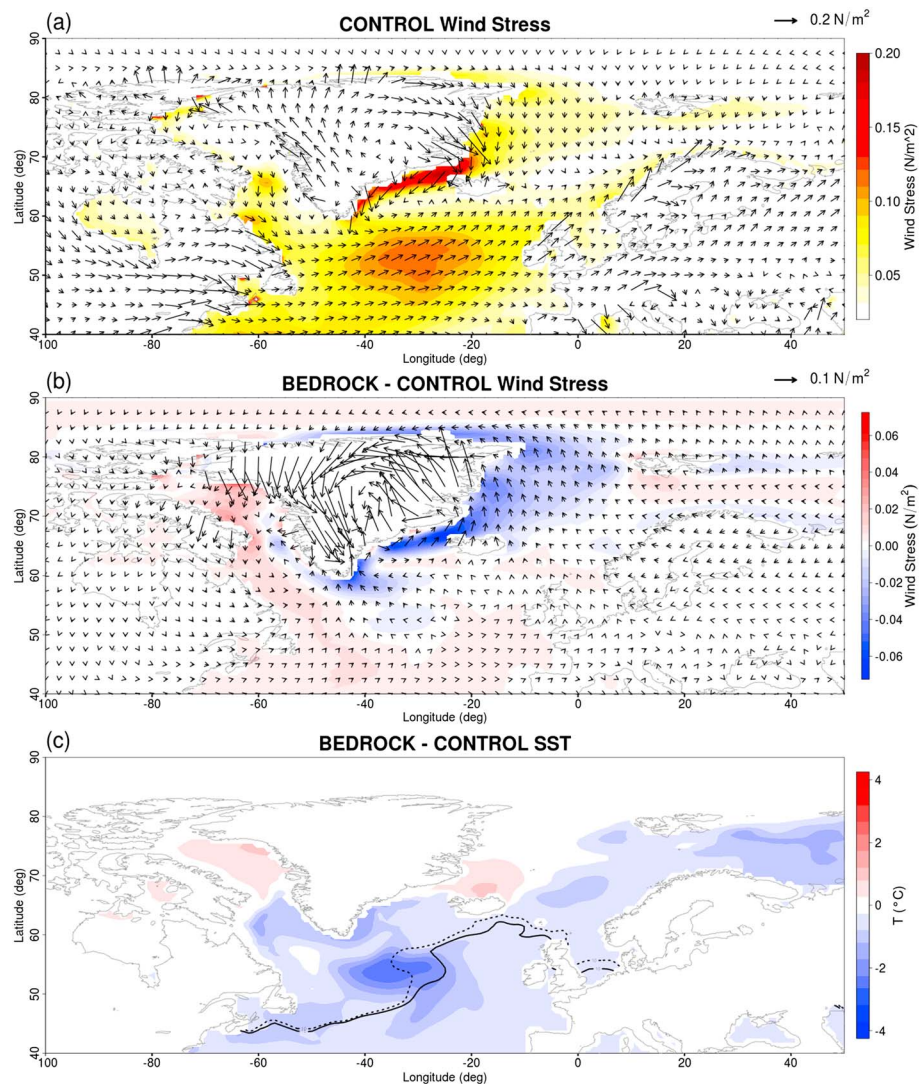 (a)
CONTROL Wind Stress
0.2 N/m²
90
80
70
60
50
40
Latitude (deg)
100 -80 -60 -40 -20 0 20 40
Longitude (deg)
0.20
0.15
0.10
0.05
Wind Stress (N/m^2)
(b)
BEDROCK - CONTROL Wind Stress
0.1 N/m²
90
80
70
60
50
40
Latitude (deg)
100 -80 -60 -40 -20 0 20 40
Longitude (deg)
0.06
0.04
0.02
0.00
-0.02
-0.04
-0.06
Wind Stress (N/m²)
(c)
BEDROCK - CONTROL SST
90
80
70
60
50
40
Latitude (deg)
100 -80 -60 -40 -20 0 20 40
Longitude (deg)
4
2
0
-2
-4
T (°C)